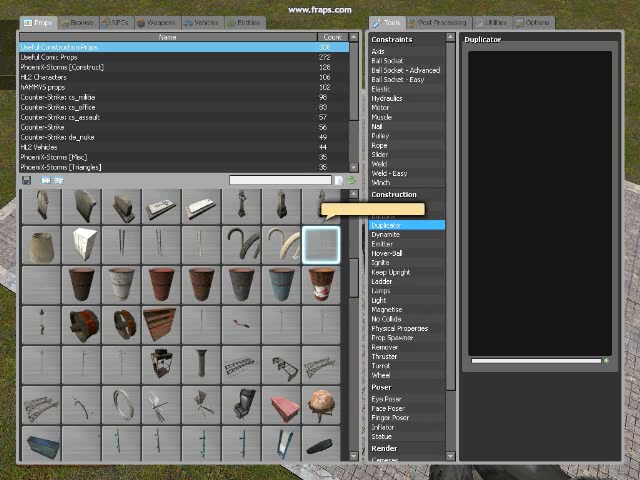 www.fraps.com
Props Browse NPCs Weapons Vehicles Entities
Tools Post Processing Utilities Options
Name Count
Useful Construction Props 338
Useful Comic Props 272
PhoeniX-Storms [Construct] 128
HL2 Characters 106
hAMMYS props 102
Counter-Strike: cs_militia 98
Counter-Strike: cs_office 83
Counter-Strike: cs_assault 57
Counter-Strike 56
Counter-Strike: de_nuke 49
HL2 Vehicles 44
PhoeniX-Storms [Misc] 35
PhoeniX-Storms [Triangles] 35
Constraints
Axis
Ball Socket
Ball Socket - Advanced
Ball Socket - Easy
Elastic
Hydraulics
Motor
Muscle
Nail
Pulley
Rope
Slider
Weld
Weld - Easy
Winch
Construction
Duplicator
Dynamite
Emitter
Hover-Ball
Ignite
Keep Upright
Ladder
Lamps
Light
Magnetise
No Collide
Physical Properties
Prop Spawner
Remover
Thruster
Turret
Wheel
Poser
Eye Poser
Face Poser
Finger Poser
Inflator
Statue
Render
Cameras
Duplicator